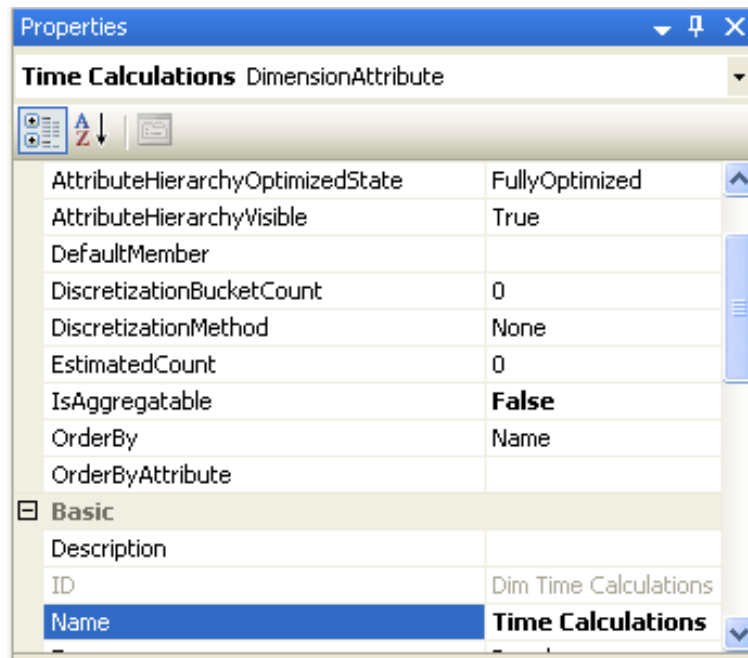 Properties
Time Calculations DimensionAttribute
AttributeHierarchyOptimizedState FullyOptimized
AttributeHierarchyVisible True
DefaultMember
DiscretizationBucketCount 0
DiscretizationMethod None
EstimatedCount 0
IsAggregatable False
OrderBy Name
OrderByAttribute
Basic
Description
ID Dim Time Calculations
Name Time Calculations